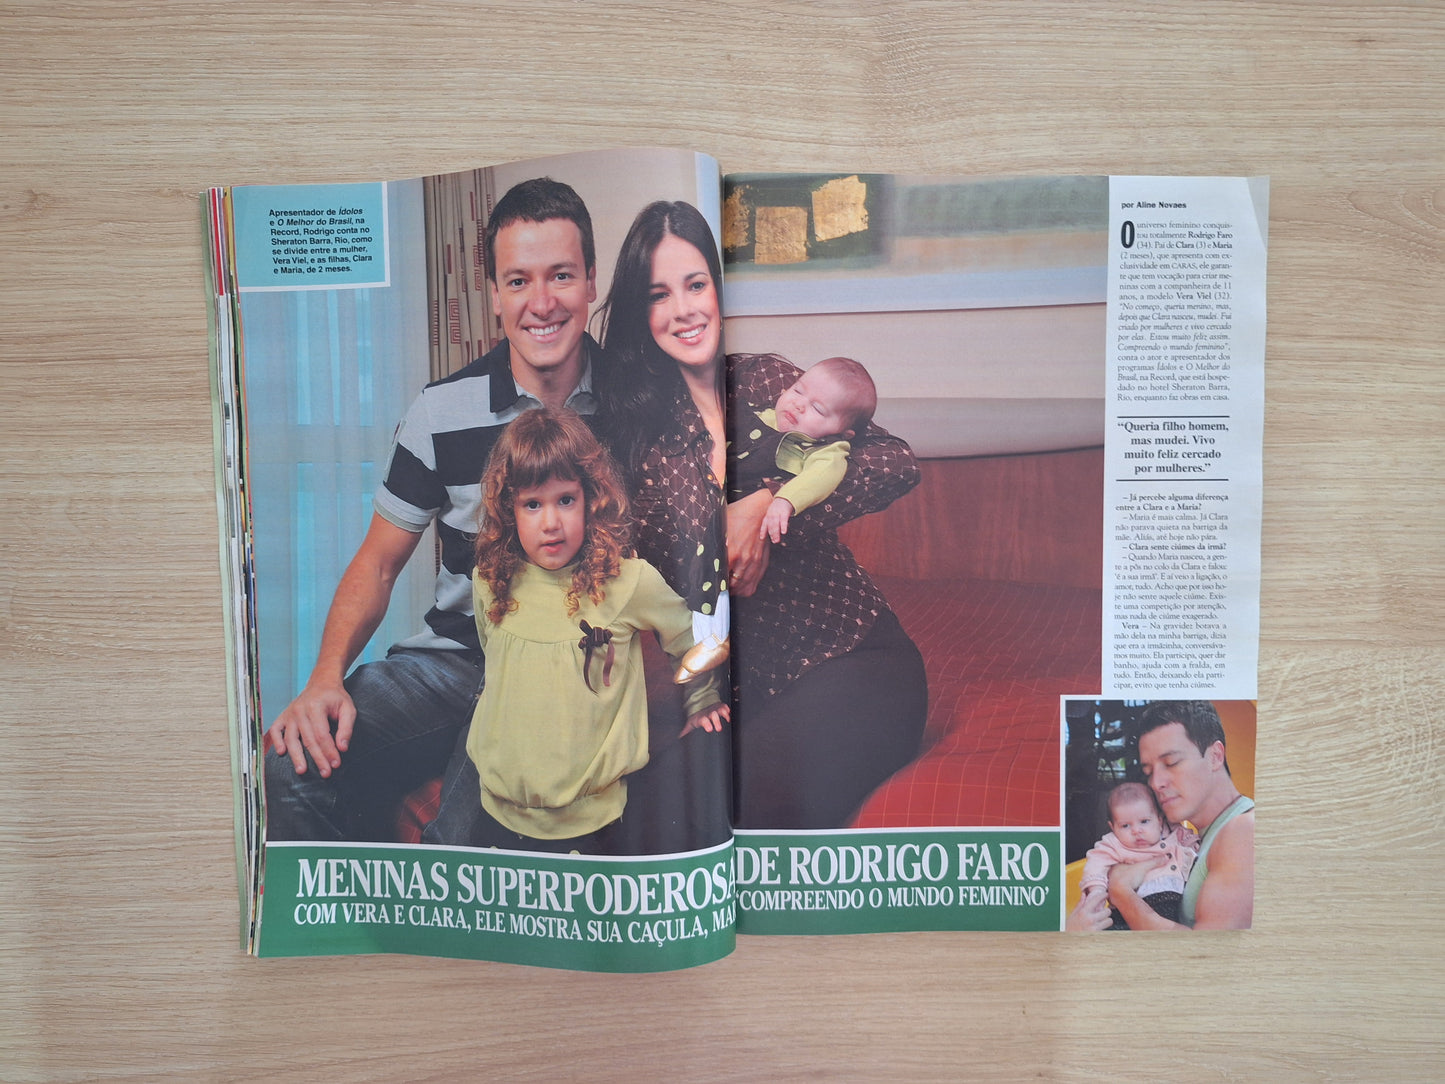 Apresentador de Ídolos
e O Melhor do Brasil, na
Record, Rodrigo conta no
Sheraton Barra, Rio, como
se divide entre a mulher,
Vera Viel, e as filhas, Clara
e Maria, de 2 meses.
MENINAS SUPERPODEROSA DE RODRIGO FARO
COM VERA E CLARA, ELE MOSTRA SUA CAÇULA, MA 'COMPREENDO O MUNDO FEMININO'
por Aline Novaes
O universo feminino conquis-
tou totalmente Rodrigo Faro
(34). Pai de Clara (3) e Maria
(2 meses), que apresenta com ex-
clusividade em CARAS, ele garan-
te que tem vocação para criar me-
ninas com a companheira de 11
anos, a modelo Vera Viel (32).
"No começo, queria menino, mas,
depois que Clara nasceu, mudei. Fui
criado por mulheres e vivo cercado
por elas. Estou muito feliz assim.
Compreendo o mundo feminino",
conta o ator e apresentador dos
programas Ídolos e O Melhor do
Brasil, na Record, que está hospe-
dado no hotel Sheraton Barra,
Rio, enquanto faz obras em casa.
"Queria filho homem,
mas mudei. Vivo
muito feliz cercado
por mulheres."
– Já percebe alguma diferença
entre a Clara e a Maria?
– Maria é mais calma. Já Clara
não parava quieta na barriga da
mãe. Aliás, até hoje não pára.
– Clara sente ciúmes da irmã?
– Quando Maria nasceu, a gen-
te a pôs no colo da Clara e falou:
'é a sua irmã'. E aí veio a ligação, o
amor, tudo. Acho que por isso ho-
je não sente aquele ciúme. Exis-
te uma competição por atenção,
mas nada de ciúme exagerado.
Vera – Na gravidez botava a
mão dela na minha barriga, dizia
que era a irmãzinha, conversáva-
mos muito. Ela participa, quer dar
banho, ajuda com a fralda, em
tudo. Então, deixando ela parti-
cipar, evito que tenha ciúmes.